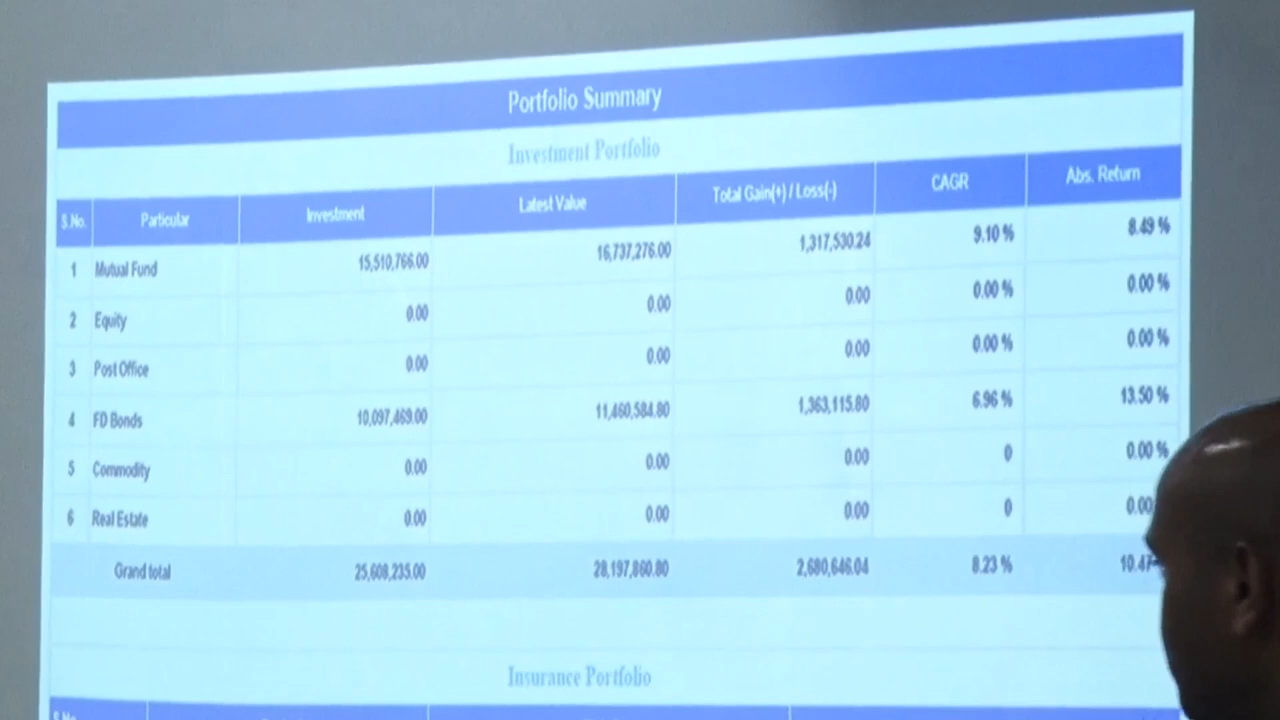 Portfolio Summary
Investment Portfolio
S.No. Particular Investment Latest Value Total Gain(+) / Loss(-) CAGR Abs. Return
1 Mutual Fund 15,510,766.00 16,737,276.00 1,317,530.24 9.10 % 8.49 %
2 Equity 0.00 0.00 0.00 0.00 % 0.00 %
3 Post Office 0.00 0.00 0.00 0.00 % 0.00 %
4 FD Bonds 10,097,469.00 11,460,584.80 1,363,115.80 6.96 % 13.50 %
5 Commodity 0.00 0.00 0.00 0 0.00 %
6 Real Estate 0.00 0.00 0.00 0 0.00
Grand total 25,608,235.00 28,197,860.80 2,680,646.04 8.23 % 10.47
Insurance Portfolio
S.No.